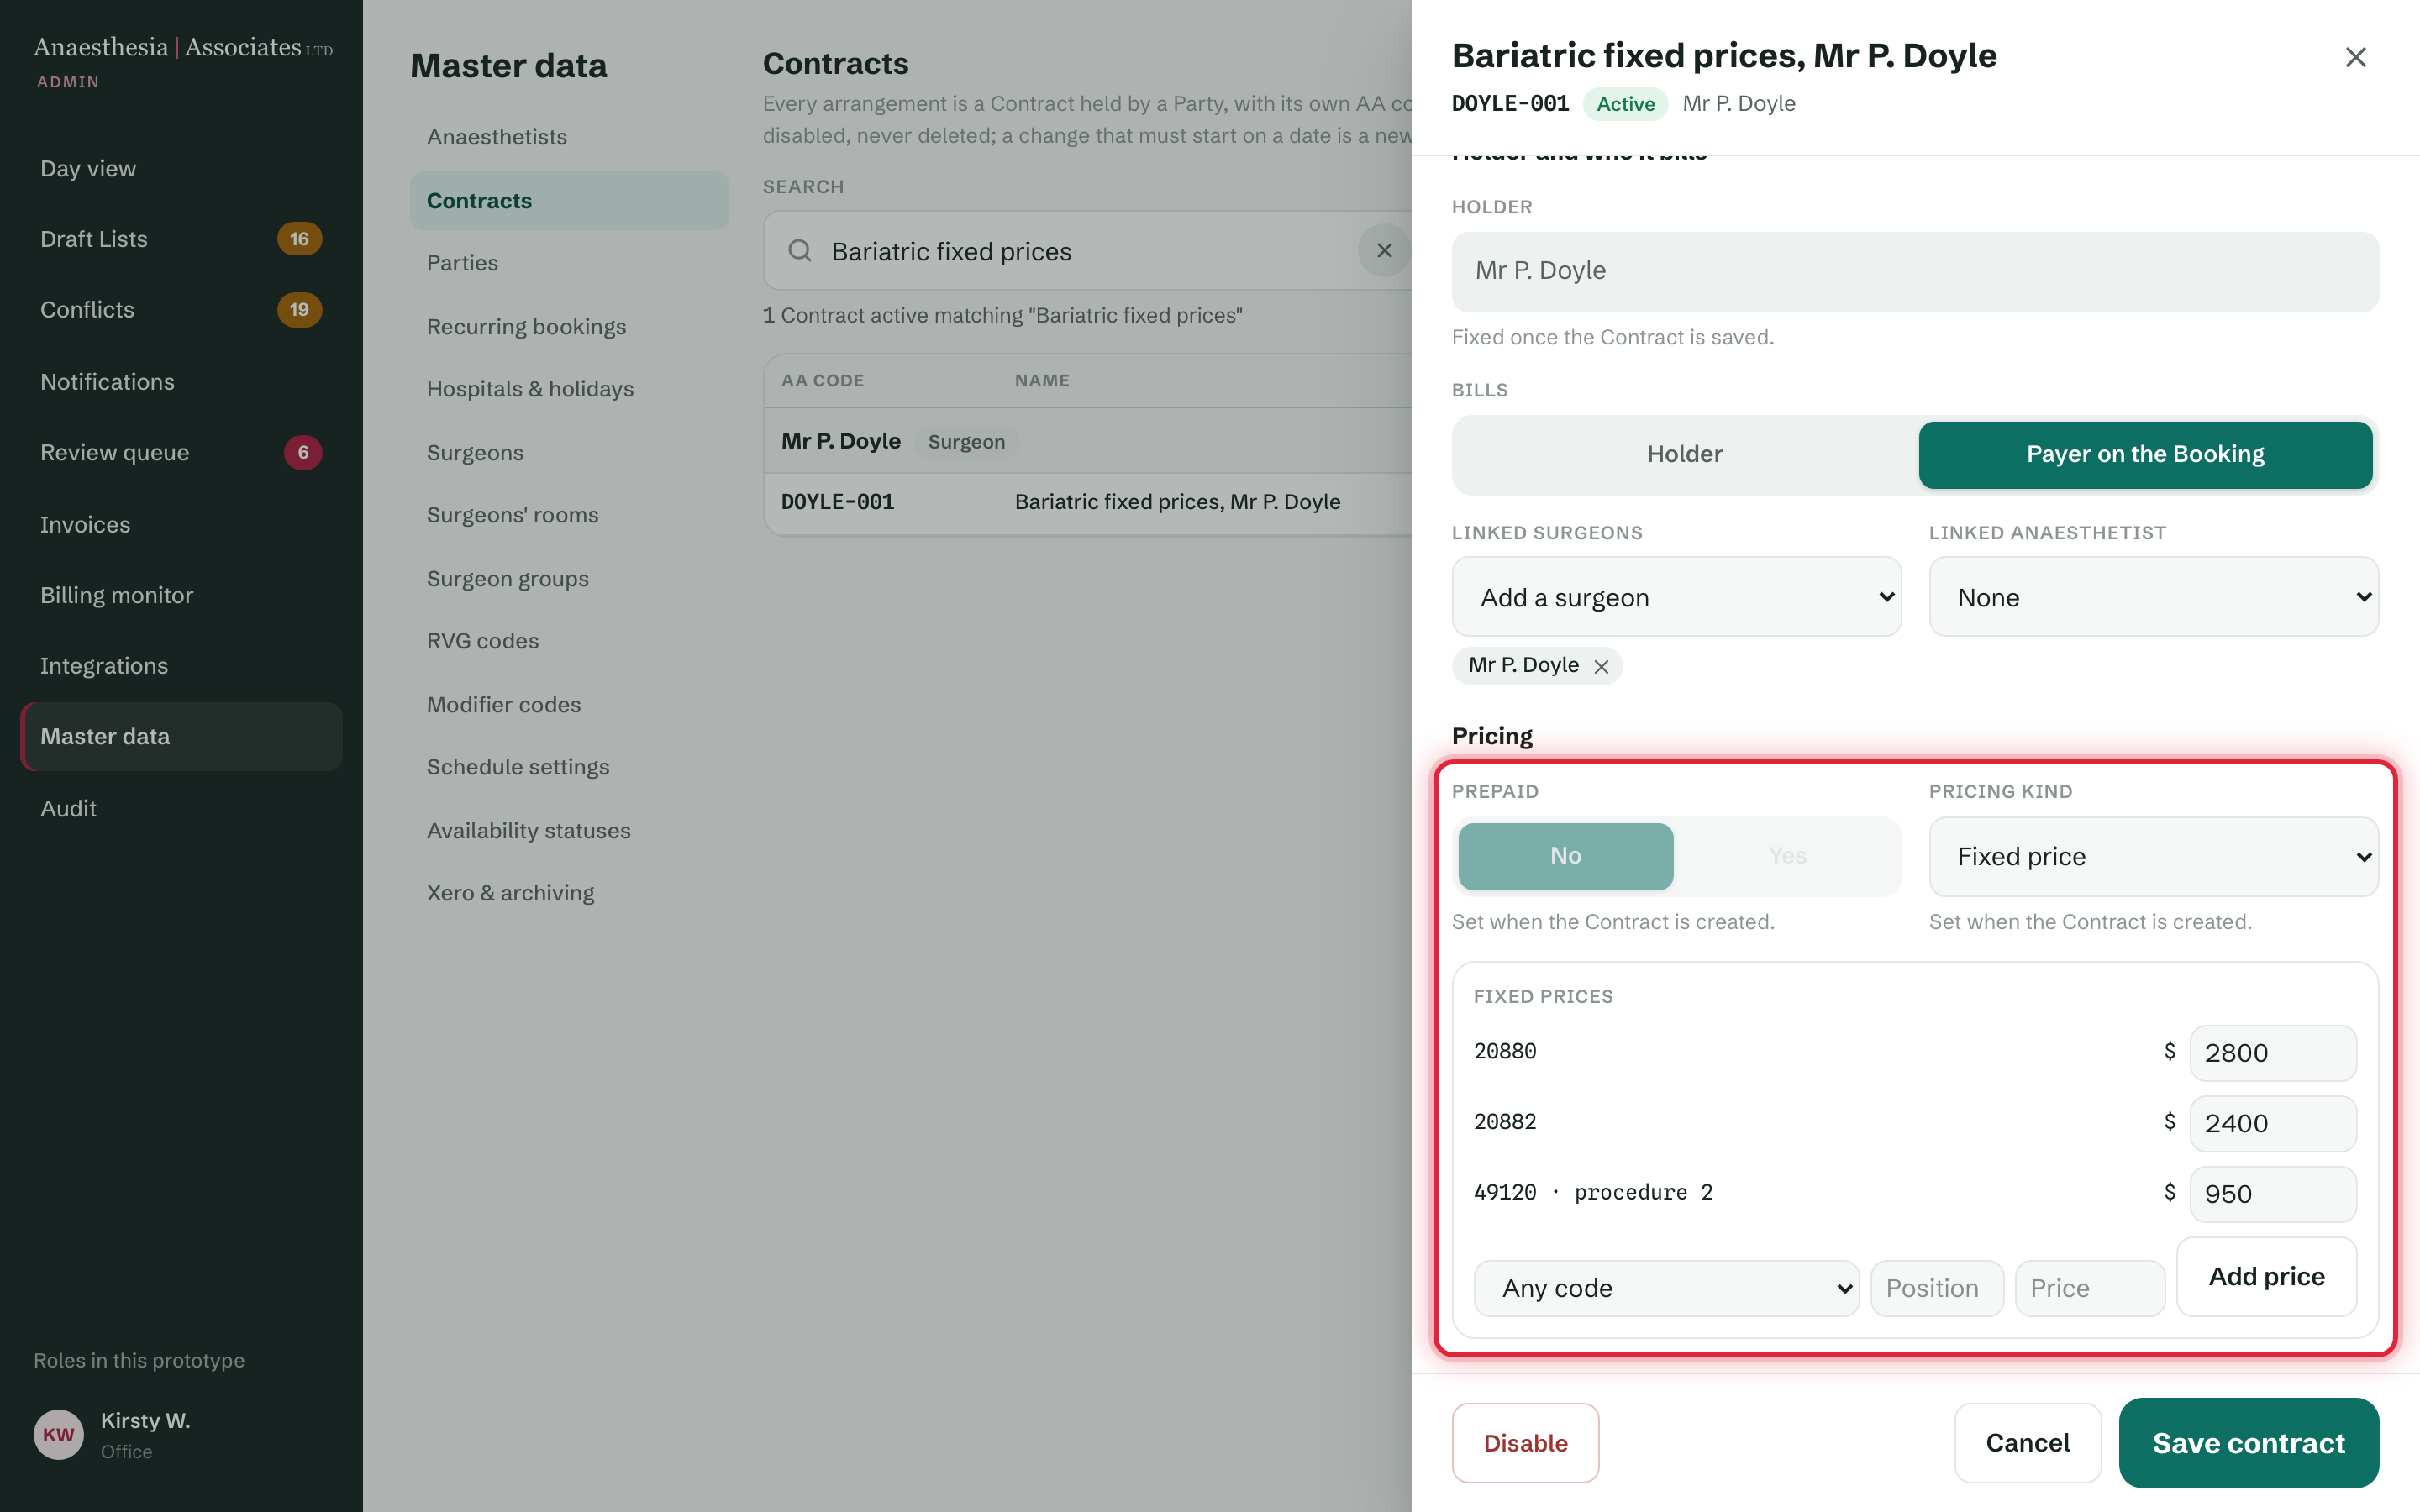 Anaesthesia | Associates LTD
ADMIN
Day view
Draft Lists 16
Conflicts 19
Notifications
Review queue 6
Invoices
Billing monitor
Integrations
Master data
Audit
Roles in this prototype
KW
Kirsty W.
Office
Master data
Anaesthetists
Contracts
Parties
Recurring bookings
Hospitals & holidays
Surgeons
Surgeons' rooms
Surgeon groups
RVG codes
Modifier codes
Schedule settings
Availability statuses
Xero & archiving
Contracts
Every arrangement is a Contract held by a Party, with its own AA co
disabled, never deleted; a change that must start on a date is a new
SEARCH
Bariatric fixed prices
1 Contract active matching "Bariatric fixed prices"
AA CODE NAME
Mr P. Doyle Surgeon
DOYLE-001 Bariatric fixed prices, Mr P. Doyle
Bariatric fixed prices, Mr P. Doyle
DOYLE-001 Active Mr P. Doyle
Holder and who it bills
HOLDER
Mr P. Doyle
Fixed once the Contract is saved.
BILLS
Holder Payer on the Booking
LINKED SURGEONS LINKED ANAESTHETIST
Add a surgeon None
Mr P. Doyle
Pricing
PREPAID PRICING KIND
No Yes Fixed price
Set when the Contract is created. Set when the Contract is created.
FIXED PRICES
20880 $ 2800
20882 $ 2400
49120 · procedure 2 $ 950
Any code Position Price Add price
Disable Cancel Save contract